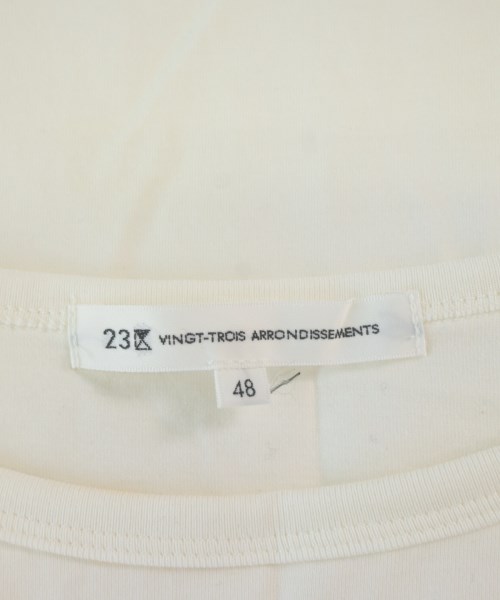 23区 VINGT-TROIS ARRONDISSEMENTS
48